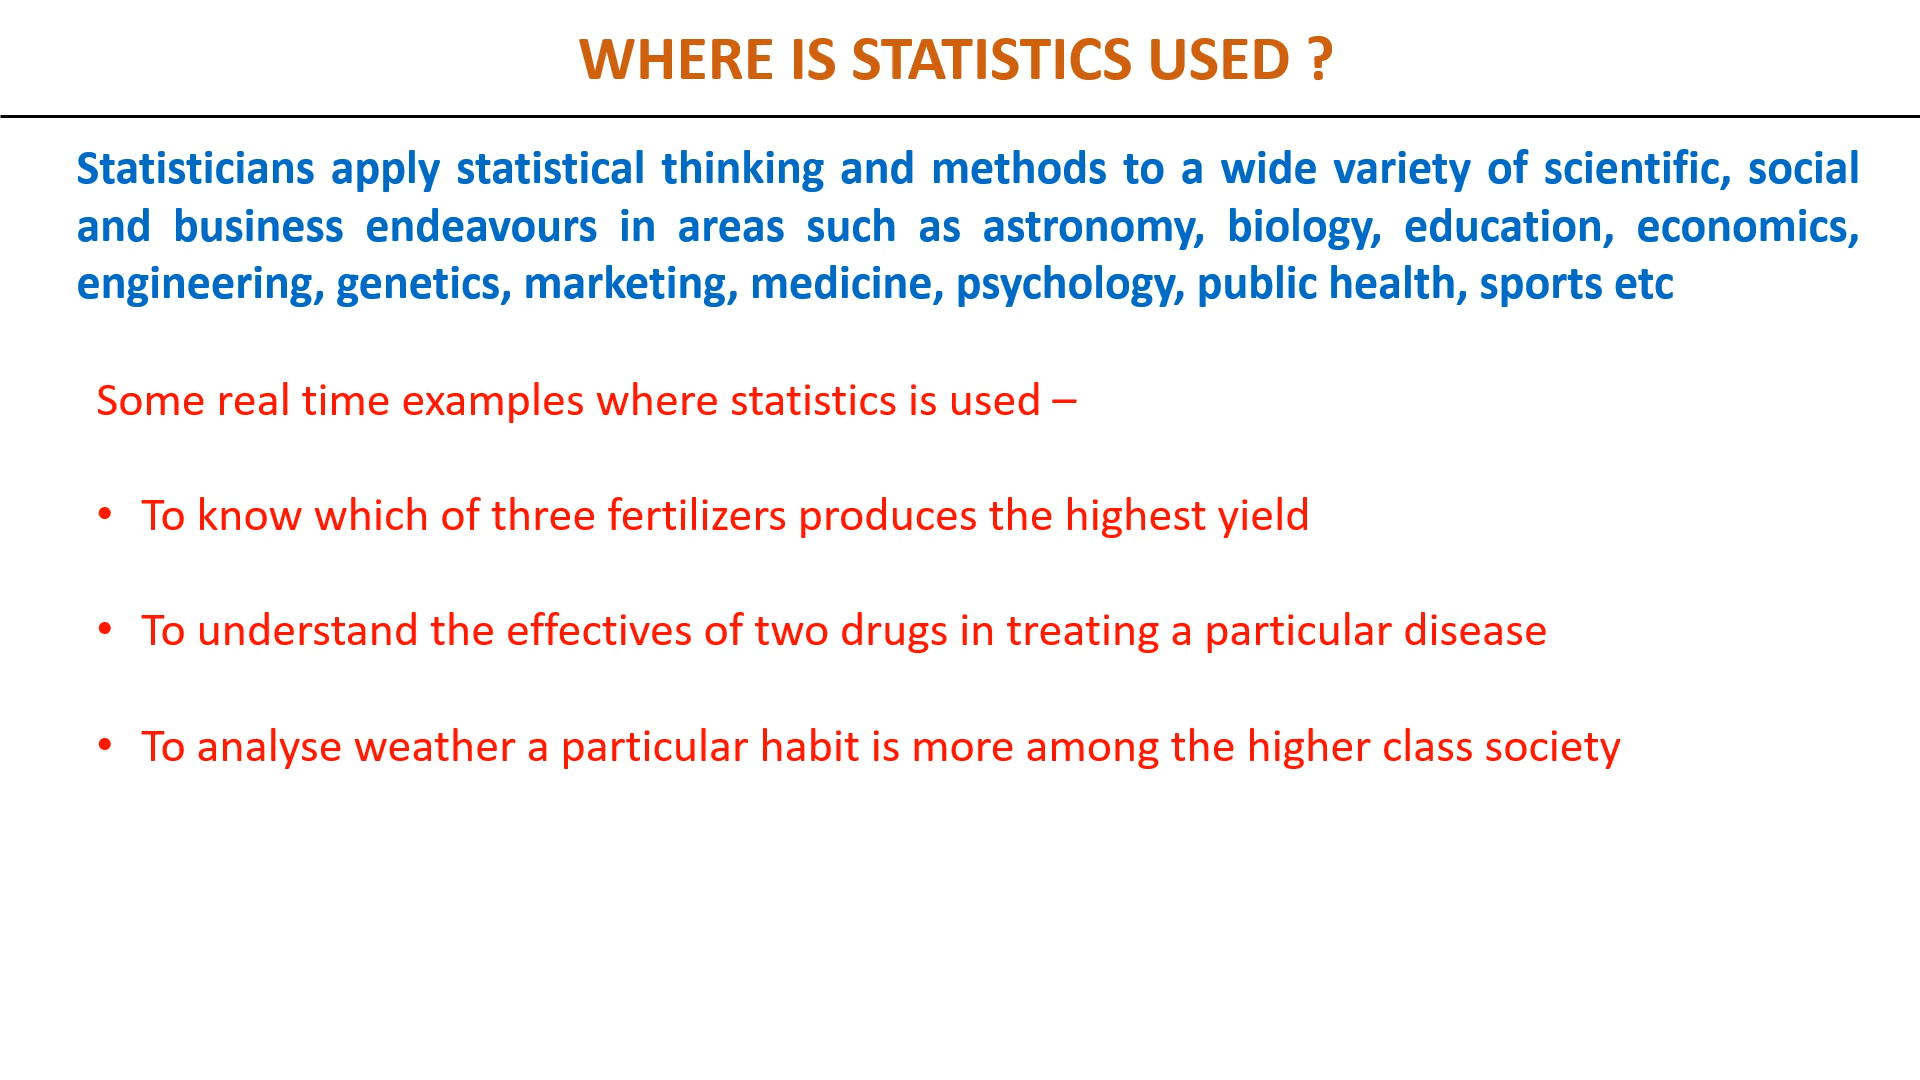 WHERE IS STATISTICS USED ?
Statisticians apply statistical thinking and methods to a wide variety of scientific, social
and business endeavours in areas such as astronomy, biology, education, economics,
engineering, genetics, marketing, medicine, psychology, public health, sports etc
Some real time examples where statistics is used –
• To know which of three fertilizers produces the highest yield
• To understand the effectives of two drugs in treating a particular disease
• To analyse weather a particular habit is more among the higher class society